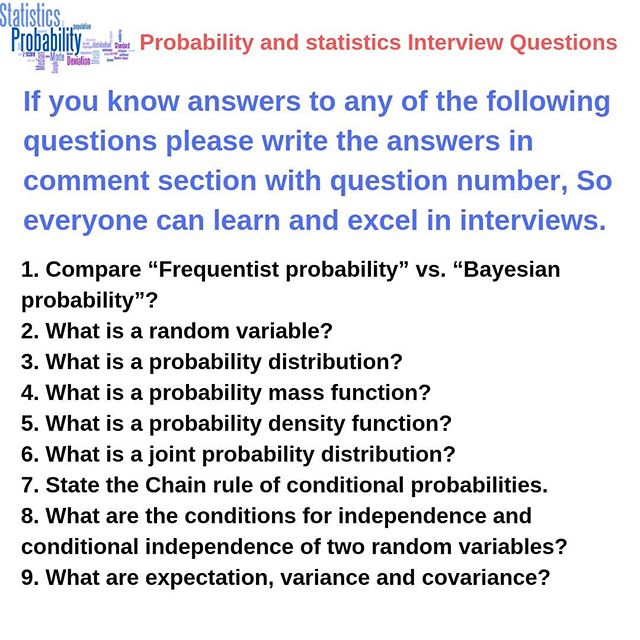 Statistics
Probability
population
Standard
Deviation
Probability and statistics Interview Questions
If you know answers to any of the following
questions please write the answers in
comment section with question number, So
everyone can learn and excel in interviews.
1. Compare “Frequentist probability” vs. “Bayesian
probability”?
2. What is a random variable?
3. What is a probability distribution?
4. What is a probability mass function?
5. What is a probability density function?
6. What is a joint probability distribution?
7. State the Chain rule of conditional probabilities.
8. What are the conditions for independence and
conditional independence of two random variables?
9. What are expectation, variance and covariance?